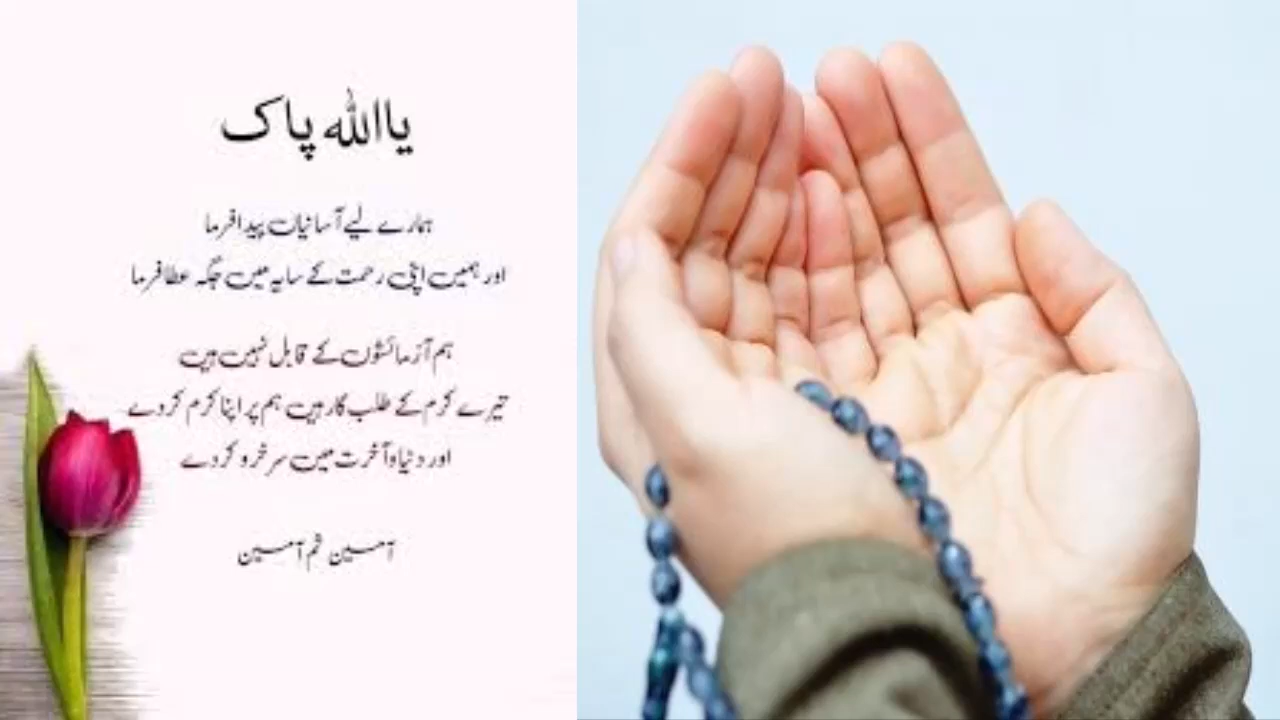 یااللہ پاک
ہمارے لیے آسانیاں پیدا فرما
اور ہمیں اپنی رحمت کے سایہ میں جگہ عطا فرما
ہم آزمائشوں کے قابل نہیں ہیں
تیرے کرم کے طلب گار ہیں ہم پر اپنا کرم کر دے
اور دنیا و آخرت میں سرخرو کر دے
آمین ثم آمین